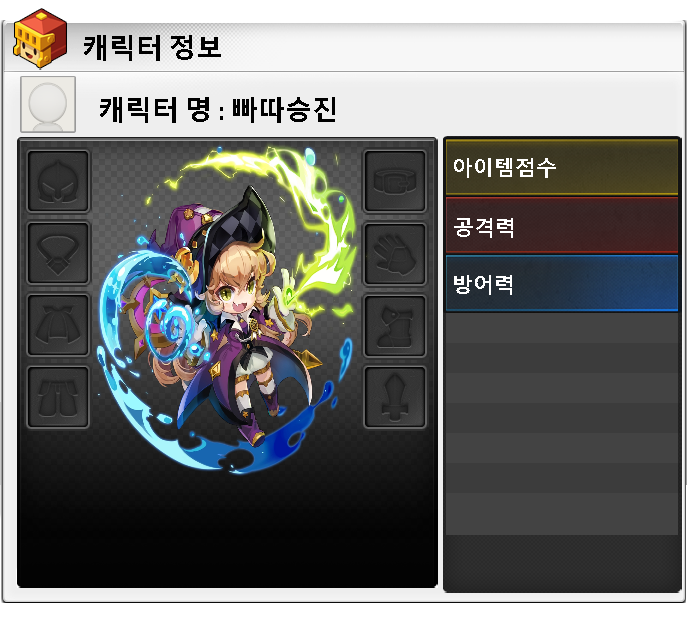 캐릭터 정보
캐릭터 명 : 빠따승진
아이템점수
공격력
방어력